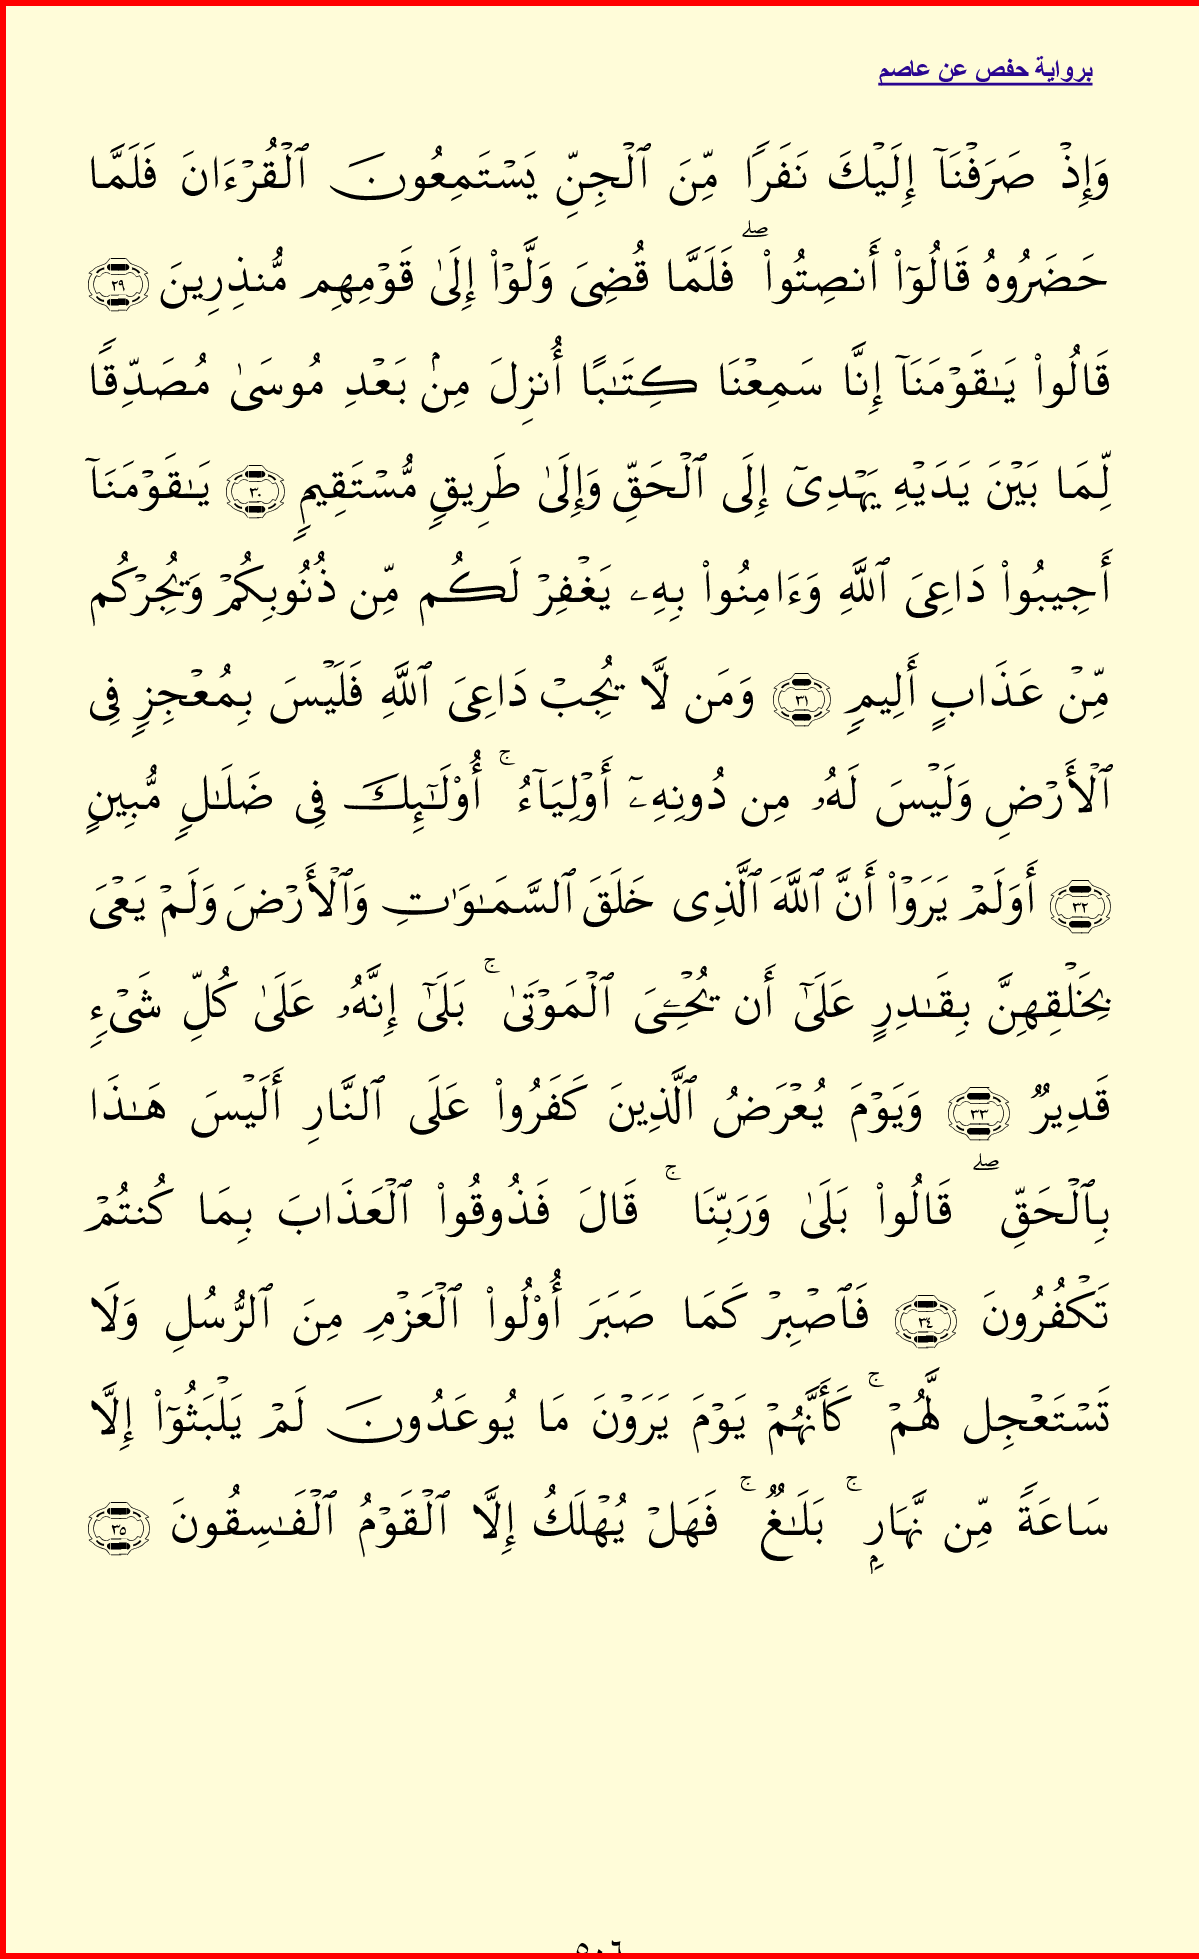 برواية حفص عن عاصم
وَإِذۡ صَرَفۡنَآ إِلَيۡكَ نَفَرٗا مِّنَ ٱلۡجِنِّ يَسۡتَمِعُونَ ٱلۡقُرۡءَانَ فَلَمَّا
حَضَرُوهُ قَالُوٓاْ أَنصِتُواْۖ فَلَمَّا قُضِيَ وَلَّوۡاْ إِلَىٰ قَوۡمِهِم مُّنذِرِينَ ٢٩
قَالُواْ يَٰقَوۡمَنَآ إِنَّا سَمِعۡنَا كِتَٰبًا أُنزِلَ مِنۢ بَعۡدِ مُوسَىٰ مُصَدِّقٗا
لِّمَا بَيۡنَ يَدَيۡهِ يَهۡدِيٓ إِلَى ٱلۡحَقِّ وَإِلَىٰ طَرِيقٖ مُّسۡتَقِيمٖ ٣٠ يَٰقَوۡمَنَآ
أَجِيبُواْ دَاعِيَ ٱللَّهِ وَءَامِنُواْ بِهِۦ يَغۡفِرۡ لَكُم مِّن ذُنُوبِكُمۡ وَيُجِرۡكُم
مِّنۡ عَذَابٍ أَلِيمٖ ٣١ وَمَن لَّا يُجِبۡ دَاعِيَ ٱللَّهِ فَلَيۡسَ بِمُعۡجِزٖ فِي
ٱلۡأَرۡضِ وَلَيۡسَ لَهُۥ مِن دُونِهِۦٓ أَوۡلِيَآءُۚ أُوْلَٰٓئِكَ فِي ضَلَٰلٖ مُّبِينٍ
٣٢ أَوَلَمۡ يَرَوۡاْ أَنَّ ٱللَّهَ ٱلَّذِي خَلَقَ ٱلسَّمَٰوَٰتِ وَٱلۡأَرۡضَ وَلَمۡ يَعۡيَ
بِخَلۡقِهِنَّ بِقَٰدِرٍ عَلَىٰٓ أَن يُحۡـِۧيَ ٱلۡمَوۡتَىٰۚ بَلَىٰٓ إِنَّهُۥ عَلَىٰ كُلِّ شَيۡءٖ
قَدِيرٞ ٣٣ وَيَوۡمَ يُعۡرَضُ ٱلَّذِينَ كَفَرُواْ عَلَى ٱلنَّارِ أَلَيۡسَ هَٰذَا
بِٱلۡحَقِّۖ قَالُواْ بَلَىٰ وَرَبِّنَاۚ قَالَ فَذُوقُواْ ٱلۡعَذَابَ بِمَا كُنتُمۡ
تَكۡفُرُونَ ٣٤ فَٱصۡبِرۡ كَمَا صَبَرَ أُوْلُواْ ٱلۡعَزۡمِ مِنَ ٱلرُّسُلِ وَلَا
تَسۡتَعۡجِل لَّهُمۡۚ كَأَنَّهُمۡ يَوۡمَ يَرَوۡنَ مَا يُوعَدُونَ لَمۡ يَلۡبَثُوٓاْ إِلَّا
سَاعَةٗ مِّن نَّهَارِۭۚ بَلَٰغٞۚ فَهَلۡ يُهۡلَكُ إِلَّا ٱلۡقَوۡمُ ٱلۡفَٰسِقُونَ ٣٥
٥٠٦